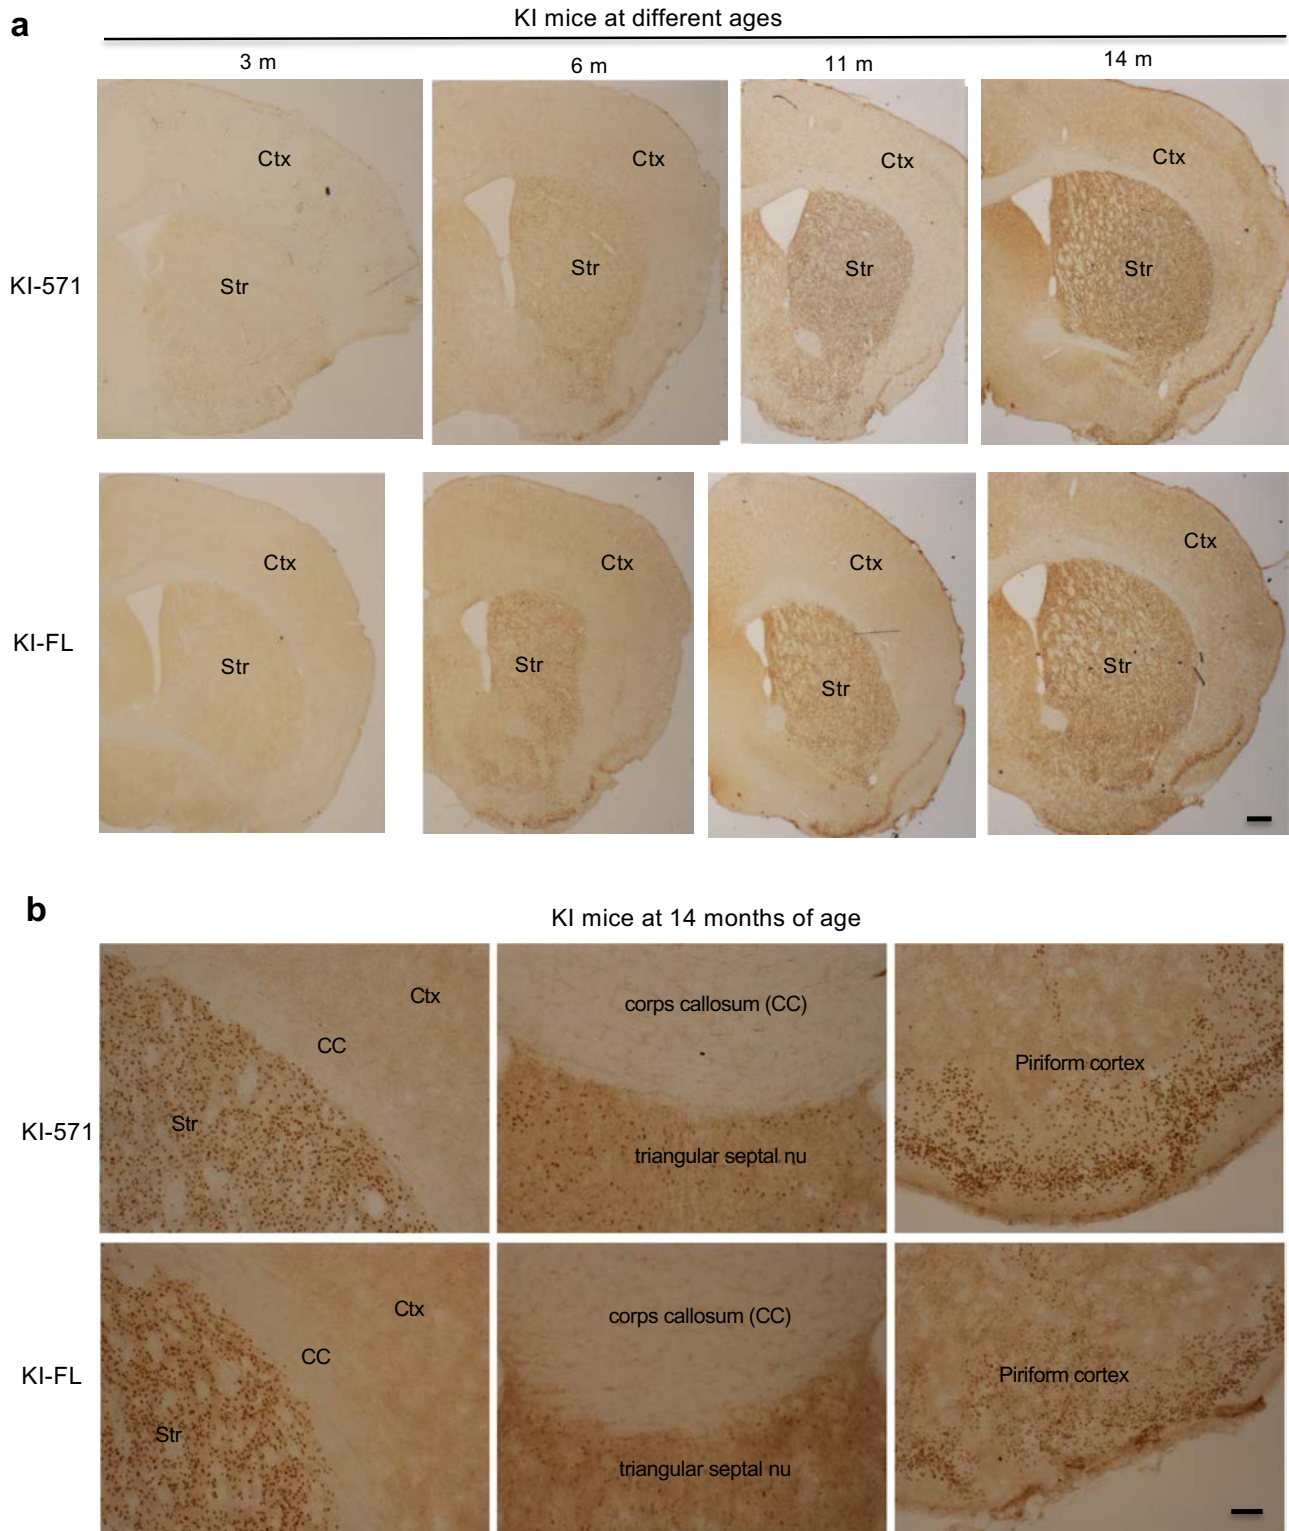 a
KI mice at different ages
3 m
6 m
11 m
14 m
KI-571
Ctx
Str
Ctx
Str
Ctx
Str
Ctx
Str
KI-FL
Ctx
Str
Ctx
Str
Ctx
Str
Ctx
Str
b
KI mice at 14 months of age
KI-571
Ctx
CC
Str
corps callosum (CC)
triangular septal nu
Piriform cortex
KI-FL
Ctx
CC
Str
corps callosum (CC)
triangular septal nu
Piriform cortex